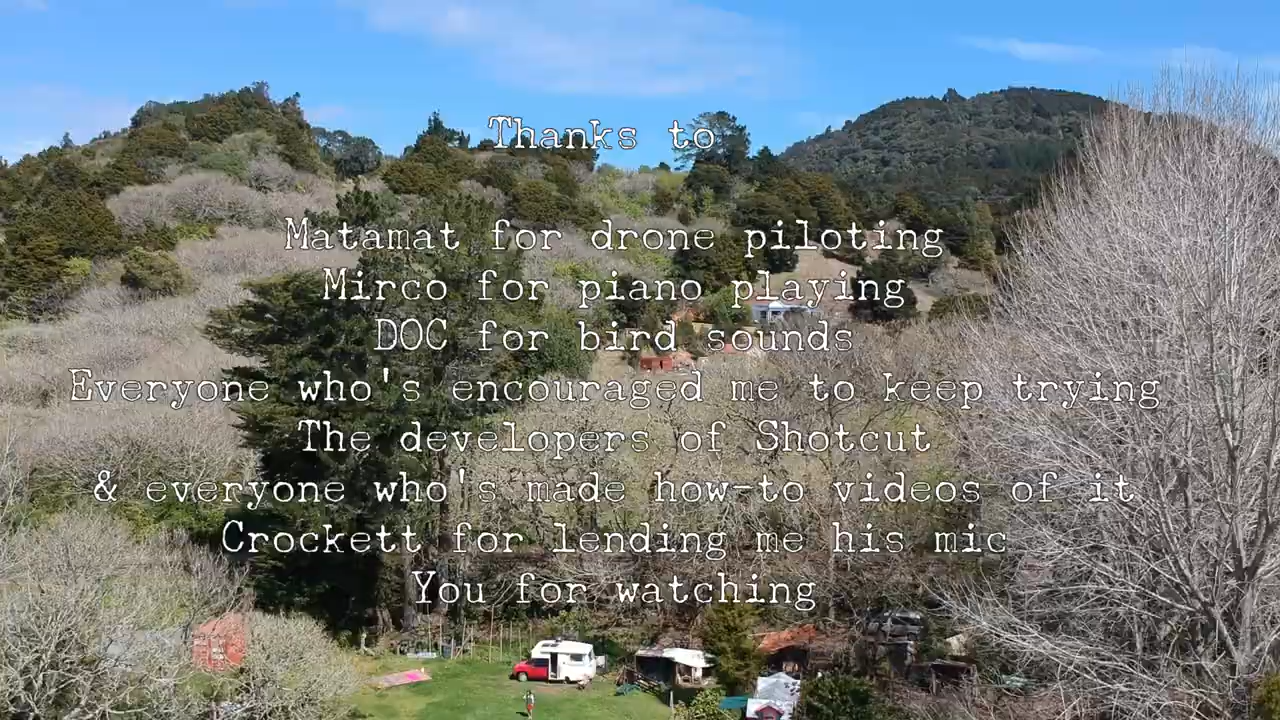 Thanks to
Matamat for drone piloting
Mirco for piano playing
DOC for bird sounds
Everyone who's encouraged me to keep trying
The developers of Shotcut
& everyone who's made how-to videos of it
Crockett for lending me his mic
You for watching